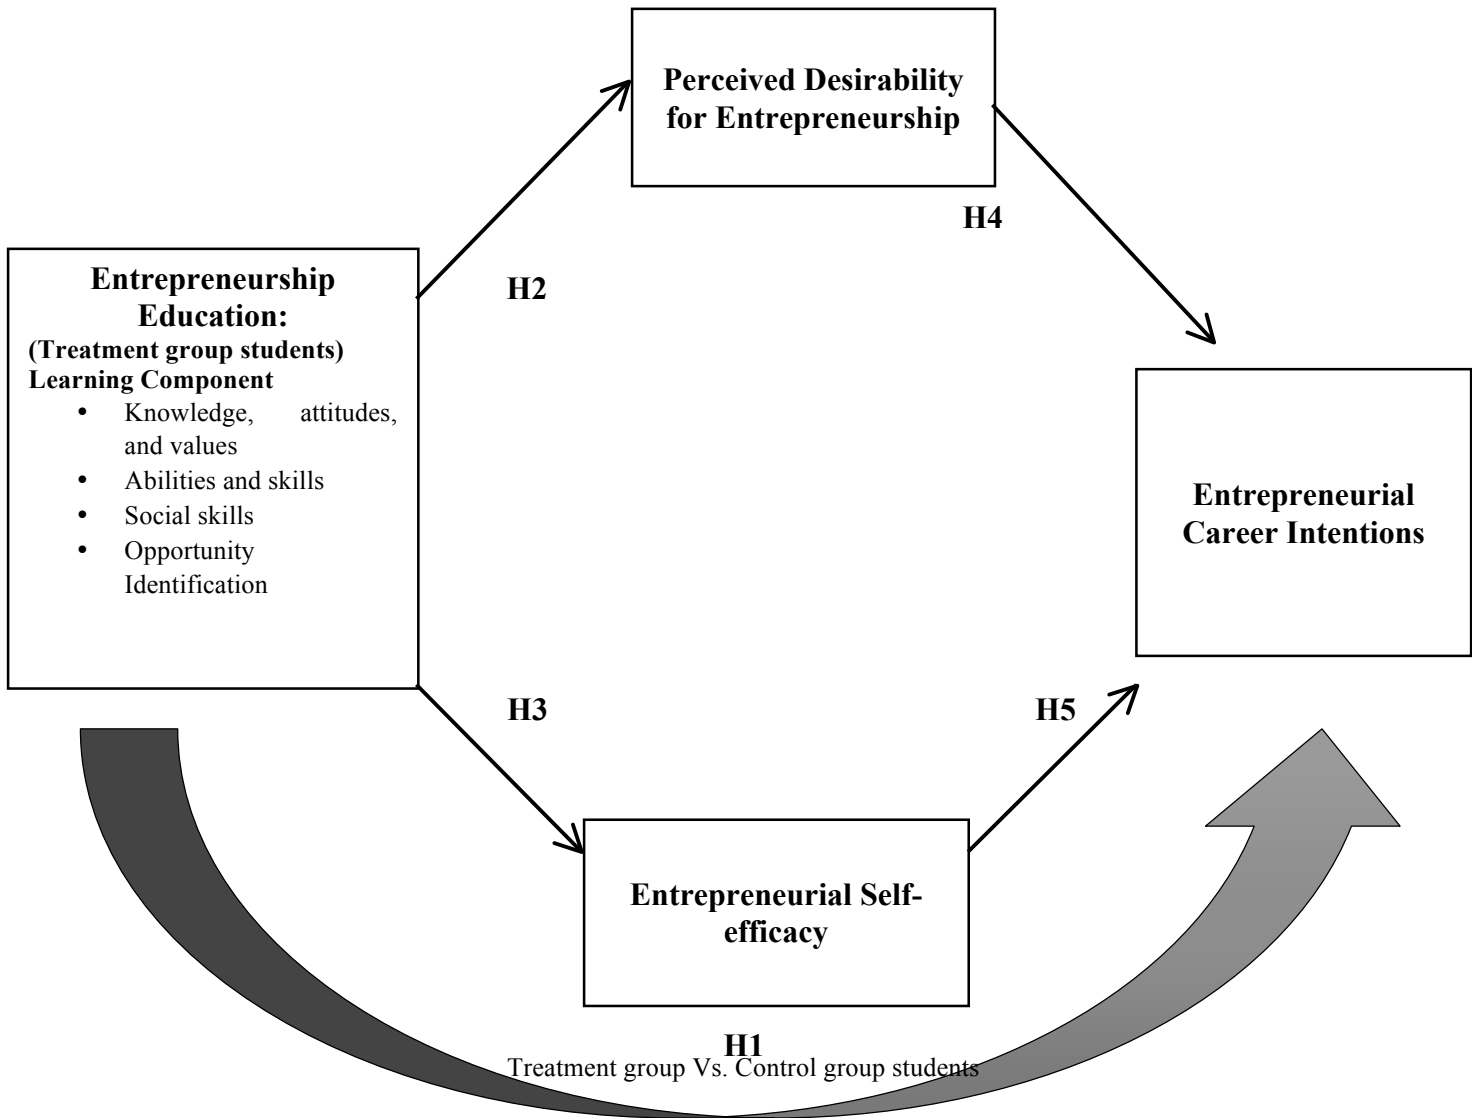 Perceived Desirability
for Entrepreneurship
H4
Entrepreneurship
Education:
(Treatment group students)
Learning Component
• Knowledge, attitudes,
and values
• Abilities and skills
• Social skills
• Opportunity
Identification
H2
Entrepreneurial
Career Intentions
H3
H5
Entrepreneurial Self-
efficacy
H1
Treatment group Vs. Control group students